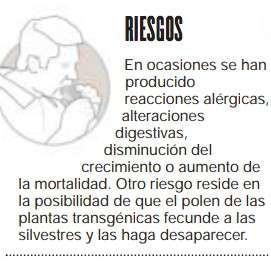 RIESGOS
En ocasiones se han
producido
reacciones alérgicas,
alteraciones
digestivas,
disminución del
crecimiento o aumento de
la mortalidad. Otro riesgo reside en
la posibilidad de que el polen de las
plantas transgénicas fecunde a las
silvestres y las haga desaparecer.